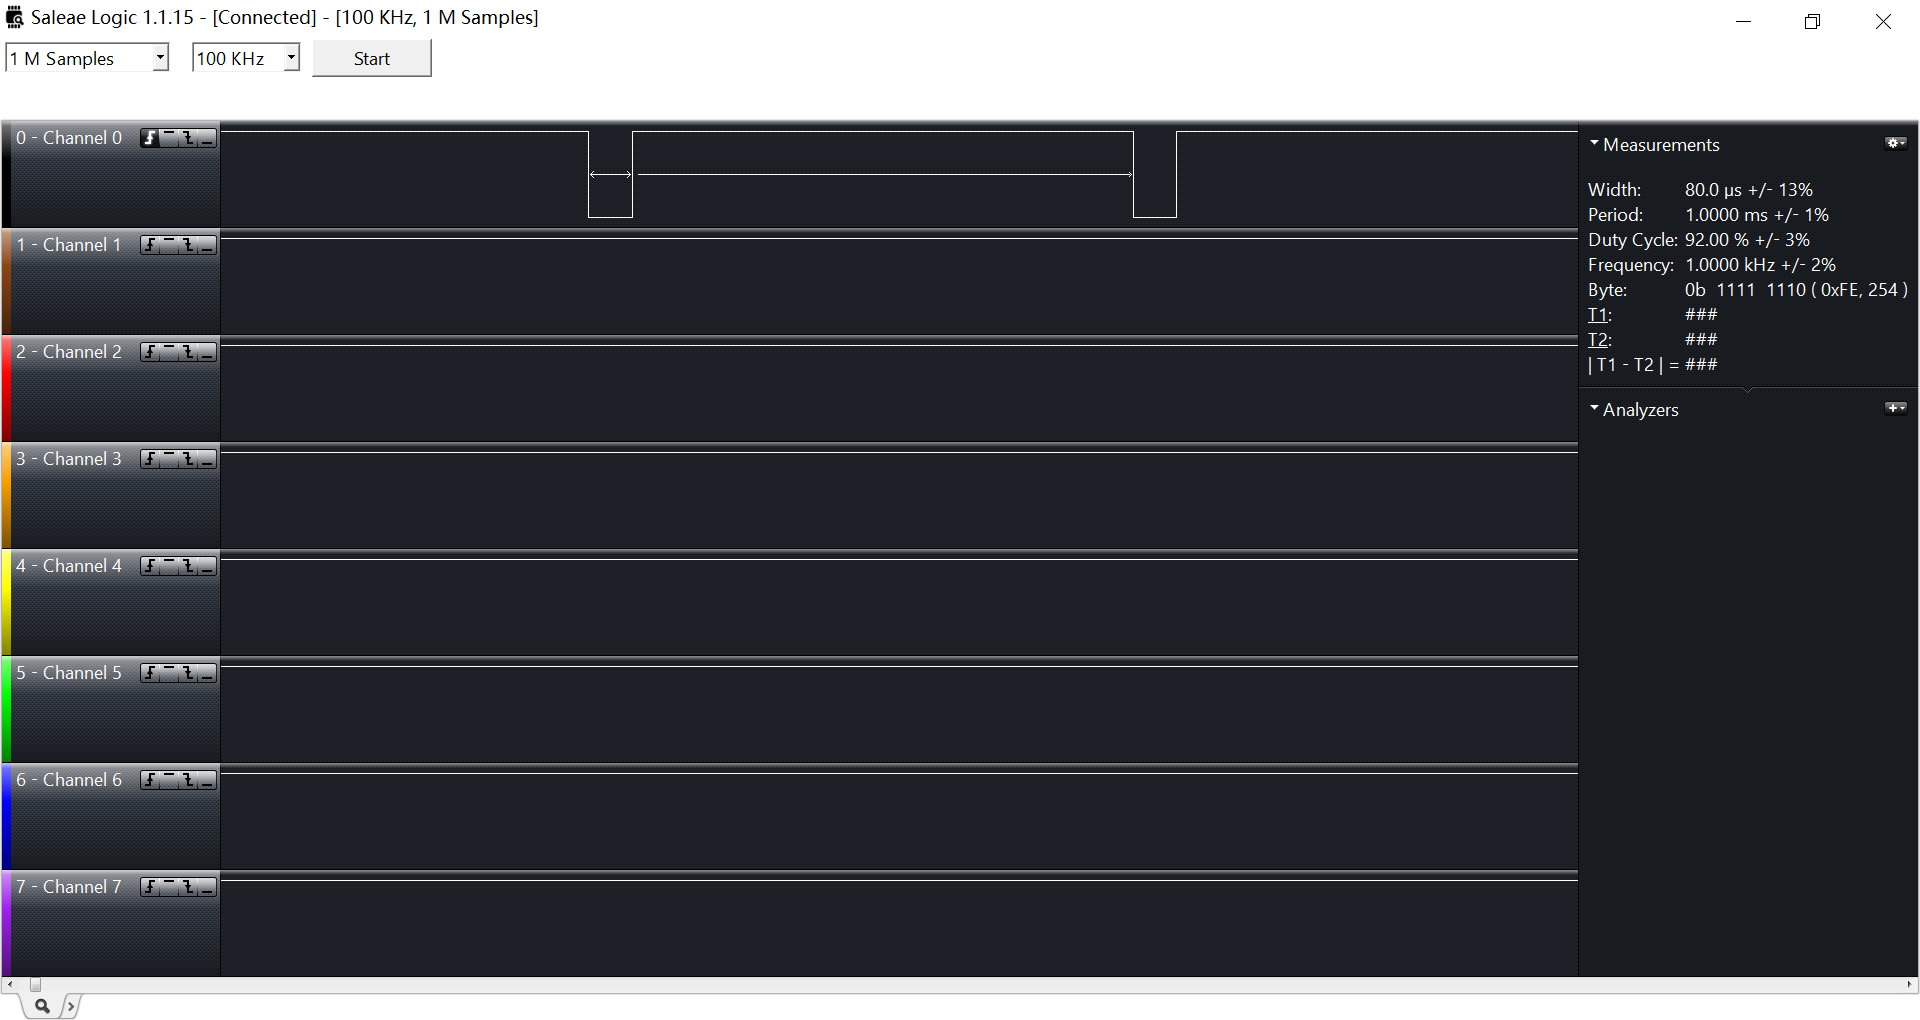 Saleae Logic 1.1.15 - [Connected] - [100 KHz, 1 M Samples]
1 M Samples 100 KHz Start
0 - Channel 0
1 - Channel 1
2 - Channel 2
3 - Channel 3
4 - Channel 4
5 - Channel 5
6 - Channel 6
7 - Channel 7
Measurements
Width: 80.0 µs +/- 13%
Period: 1.0000 ms +/- 1%
Duty Cycle: 92.00 % +/- 3%
Frequency: 1.0000 kHz +/- 2%
Byte: 0b 1111 1110 ( 0xFE, 254 )
T1: ###
T2: ###
| T1 - T2 | = ###
Analyzers